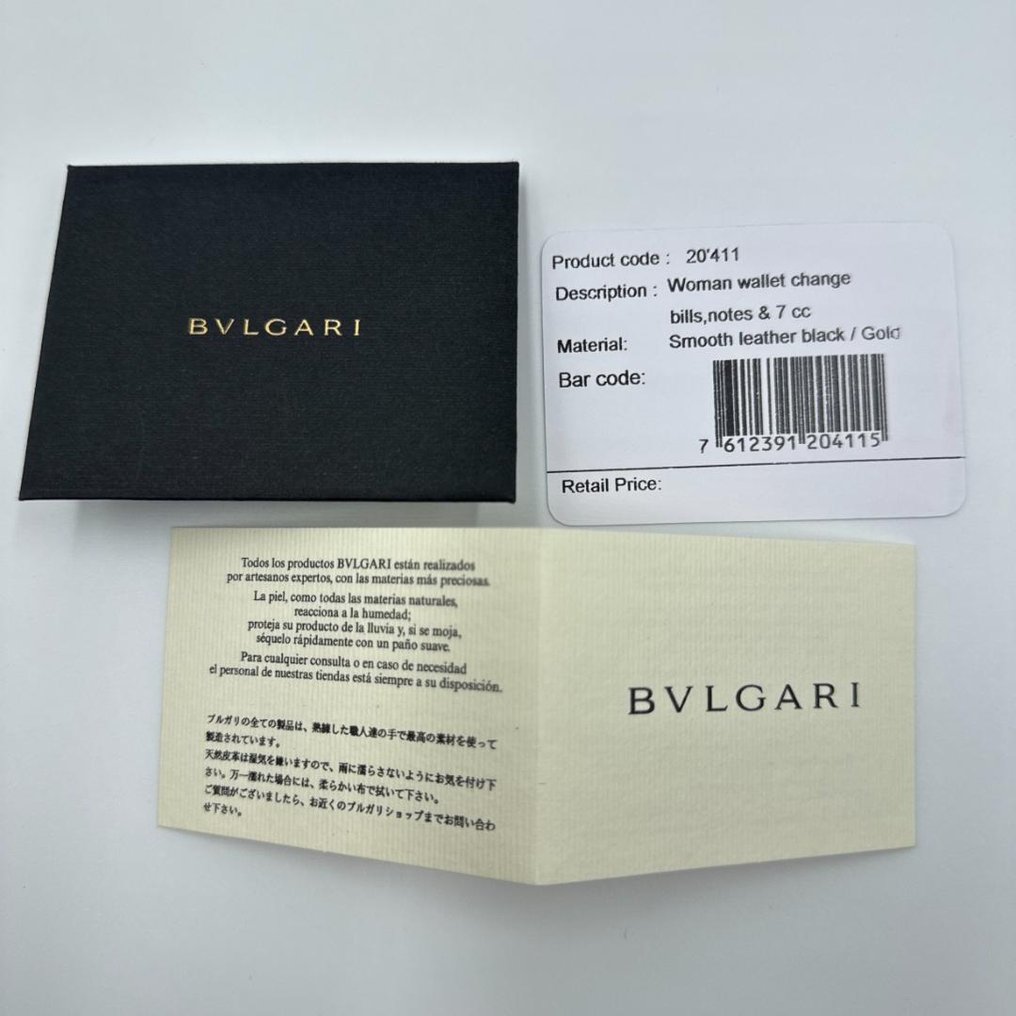 BVLGARI
Product code : 20'411
Description : Woman wallet change
bills,notes & 7 cc
Material: Smooth leather black / Gold
Bar code:
7 612391 204115
Retail Price:
Todos los productos BVLGARI están realizados
por artesanos expertos, con las materias más preciosas.
La piel, como todas las materias naturales,
reacciona a la humedad;
proteja su producto de la lluvia y, si se moja,
séquelo rápidamente con un paño suave.
Para cualquier consulta o en caso de necesidad
el personal de nuestras tiendas está siempre a su disposición.
ブルガリの全ての製品は、熟練した職人達の手で最高の素材を使って
製造されています。
天然皮革は湿気を嫌いますので、雨に濡らさないようにお気を付け下
さい。万一濡れた場合には、柔らかい布で拭いて下さい。
ご質問がございましたら、お近くのブルガリショップまでお問い合わ
せ下さい。
BVLGARI